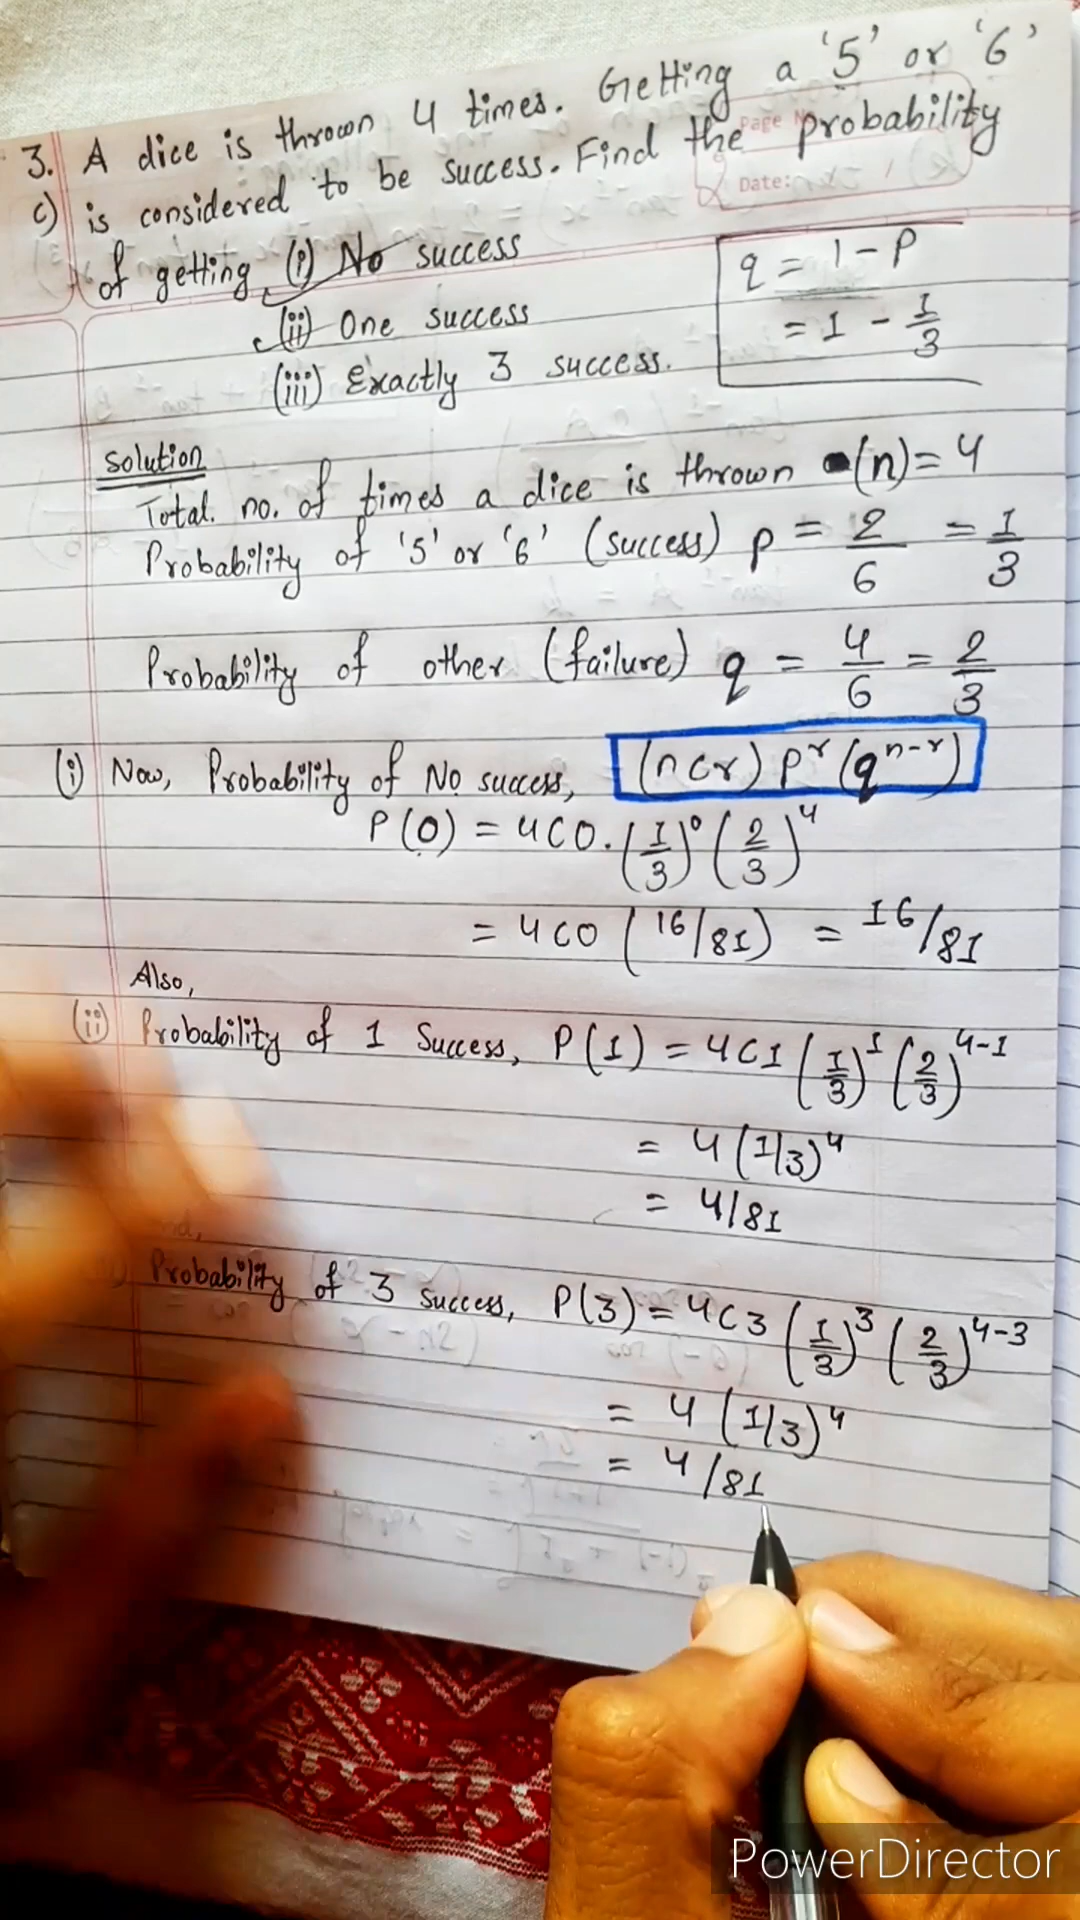 3. A dice is thrown 4 times. Getting a '5' or '6'
c) is considered to be success. Find the probability
Page
Date:
of getting (i) No success
(ii) One success
(iii) Exactly 3 success.
q = 1 - P
= 1 - 1/3
Solution
Total. no. of times a dice is thrown (n) = 4
Probability of '5' or '6' (success) p = 2/6 = 1/3
Probability of other (failure) q = 4/6 = 2/3
(i) Now, Probability of No success, (ncr) p^r (q^n-r)
P(0) = 4C0. (1/3)^0 (2/3)^4
= 4C0 (16/81) = 16/81
Also,
(ii) Probability of 1 Success, P(1) = 4C1 (1/3)^1 (2/3)^4-1
= 4 (1/3)^4
= 4/81
Probability of 3 Success, P(3) = 4C3 (1/3)^3 (2/3)^4-3
= 4 (1/3)^4
= 4/81
PowerDirector